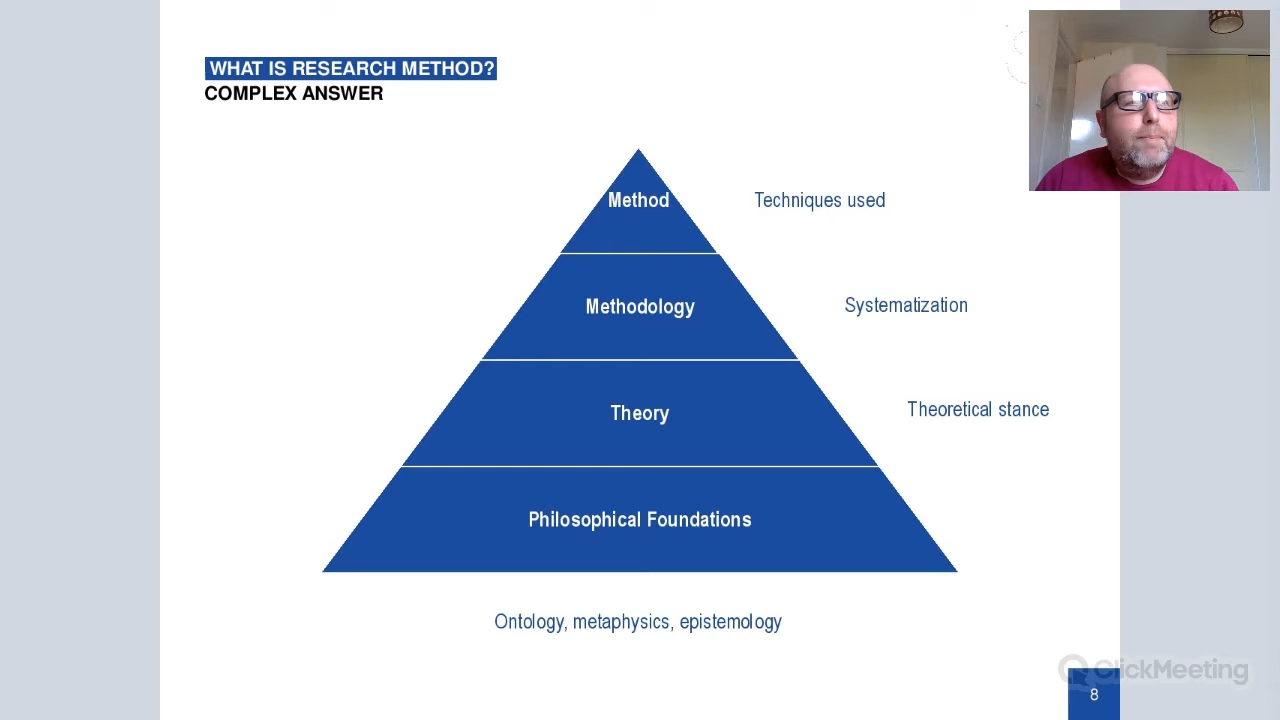 WHAT IS RESEARCH METHOD?
COMPLEX ANSWER
Method
Techniques used
Methodology
Systematization
Theory
Theoretical stance
Philosophical Foundations
Ontology, metaphysics, epistemology
ClickMeeting
8